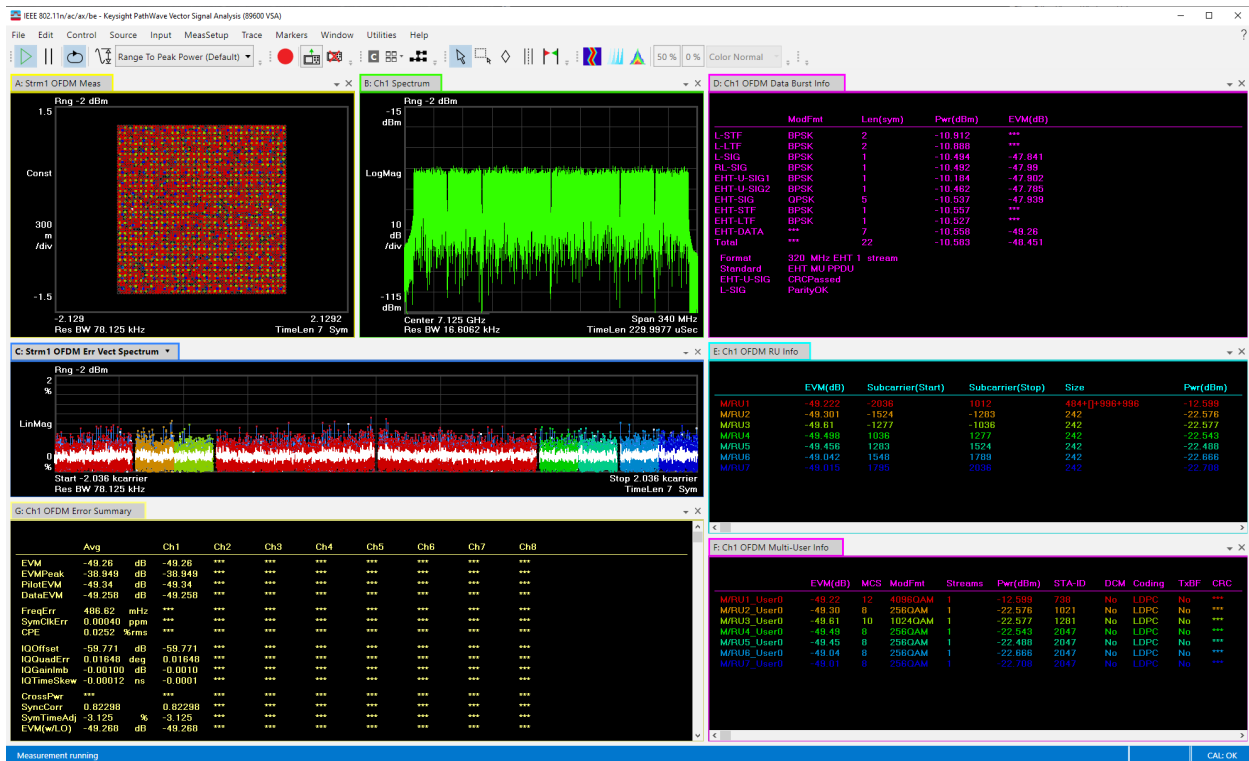 IEEE 802.11n/ac/ax/be - Keysight PathWave Vector Signal Analysis (89600 VSA)
File Edit Control Source Input MeasSetup Trace Markers Window Utilities Help
Range To Peak Power (Default) 50 % 0 % Color Normal
A: Strm1 OFDM Meas
Rng -2 dBm
1.5
Const
300
m
/div
-1.5
-2.129 2.1292
Res BW 78.125 kHz TimeLen 7 Sym
B: Ch1 Spectrum
Rng -2 dBm
-15
dBm
LogMag
10
dB
/div
-115
dBm
Center 7.125 GHz Span 340 MHz
Res BW 16.6062 kHz TimeLen 229.9977 uSec
D: Ch1 OFDM Data Burst Info
ModFmt Len(sym) Pwr(dBm) EVM(dB)
L-STF BPSK 2 -10.912 ***
L-LTF BPSK 2 -10.868 ***
L-SIG BPSK 1 -10.494 -47.841
RL-SIG BPSK 1 -10.492 -47.99
EHT-U-SIG1 BPSK 1 -10.184 -47.902
EHT-U-SIG2 BPSK 1 -10.462 -47.785
EHT-SIG QPSK 5 -10.537 -47.939
EHT-STF BPSK 1 -10.557 ***
EHT-LTF BPSK 1 -10.527 ***
EHT-DATA *** 7 -10.558 -49.26
Total *** 22 -10.583 -48.451
Format 320 MHz EHT 1 stream
Standard EHT MU PPDU
EHT-U-SIG CRCPassed
L-SIG ParityOK
C: Strm1 OFDM Err Vect Spectrum
Rng -2 dBm
2
%
LinMag
0
%
Start -2.036 kcarrier Stop 2.036 kcarrier
Res BW 78.125 kHz TimeLen 7 Sym
E: Ch1 OFDM RU Info
EVM(dB) Subcarrier(Start) Subcarrier(Stop) Size Pwr(dBm)
M/RU1 -49.222 -2036 1012 484+[]+996+996 -12.599
M/RU2 -49.301 -1524 -1283 242 -22.576
M/RU3 -49.61 -1277 -1036 242 -22.577
M/RU4 -49.498 1036 1277 242 -22.543
M/RU5 -49.456 1283 1524 242 -22.488
M/RU6 -49.042 1548 1789 242 -22.666
M/RU7 242
G: Ch1 OFDM Error Summary
Avg Ch1 Ch2 Ch3 Ch4 Ch5 Ch6 Ch7 Ch8
EVM -49.26 dB -49.26 *** *** *** *** *** *** ***
EVMPeak -38.949 dB -38.949 *** *** *** *** *** *** ***
PilotEVM -49.34 dB -49.34 *** *** *** *** *** *** ***
DataEVM -49.258 dB -49.258 *** *** *** *** *** *** ***
FreqErr 486.62 mHz *** *** *** *** *** *** *** ***
SymClkErr 0.00040 ppm *** *** *** *** *** *** *** ***
CPE 0.0252 %rms *** *** *** *** *** *** *** ***
IQOffset -59.771 dB -59.771 *** *** *** *** *** *** ***
IQQuadErr 0.01648 deg 0.01648 *** *** *** *** *** *** ***
IQGainImb -0.00100 dB -0.0010 *** *** *** *** *** *** ***
IQTimeSkew -0.00012 ns -0.0001 *** *** *** *** *** *** ***
CrossPwr *** *** *** *** *** *** *** *** ***
SyncCorr 0.82298 0.82298 *** *** *** *** *** *** ***
SymTimeAdj -3.125 % -3.125 *** *** *** *** *** *** ***
EVM(w/LO) -49.268 dB -49.268 *** *** *** *** *** *** ***
F: Ch1 OFDM Multi-User Info
EVM(dB) MCS ModFmt Streams Pwr(dBm) STA-ID DCM Coding TxBF CRC
M/RU1_User0 -49.22 12 4096QAM 1 -12.599 738 No LDPC No ***
M/RU2_User0 -49.30 8 256QAM 1 -22.576 1021 No LDPC No ***
M/RU3_User0 -49.61 10 1024QAM 1 -22.577 1281 No LDPC No ***
M/RU4_User0 -49.49 8 256QAM 1 -22.543 2047 No LDPC No ***
M/RU5_User0 -49.45 8 256QAM 1 -22.488 2047 No LDPC No ***
M/RU6_User0 -49.04 8 256QAM 1 -22.666 2047 No LDPC No ***
M/RU7_User0 256QAM 1 2047 No LDPC No ***
Measurement running CAL: OK